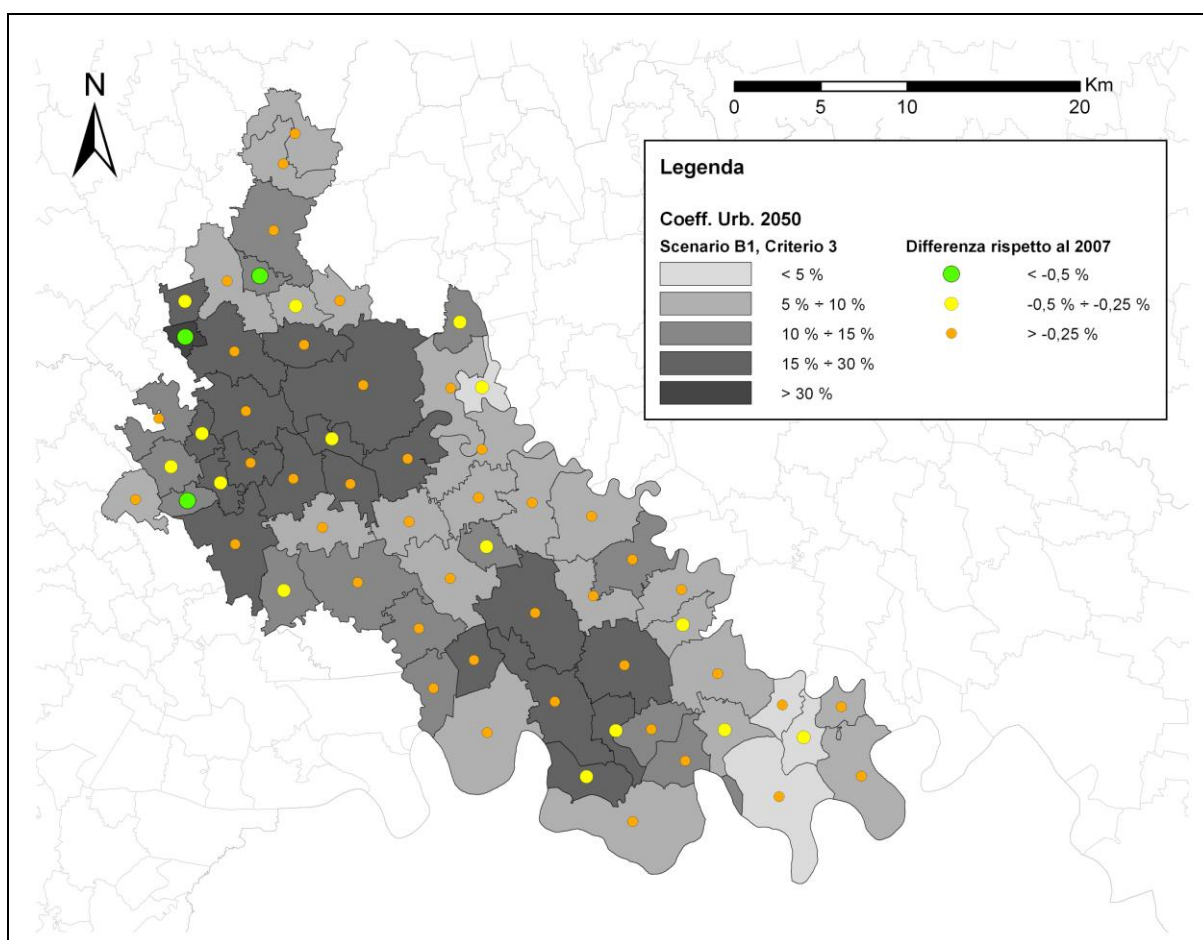 N
Km
0 5 10 20
Legenda
Coeff. Urb. 2050
Scenario B1, Criterio 3 Differenza rispetto al 2007
< 5 % < -0,5 %
5 % ÷ 10 % -0,5 % ÷ -0,25 %
10 % ÷ 15 % > -0,25 %
15 % ÷ 30 %
> 30 %